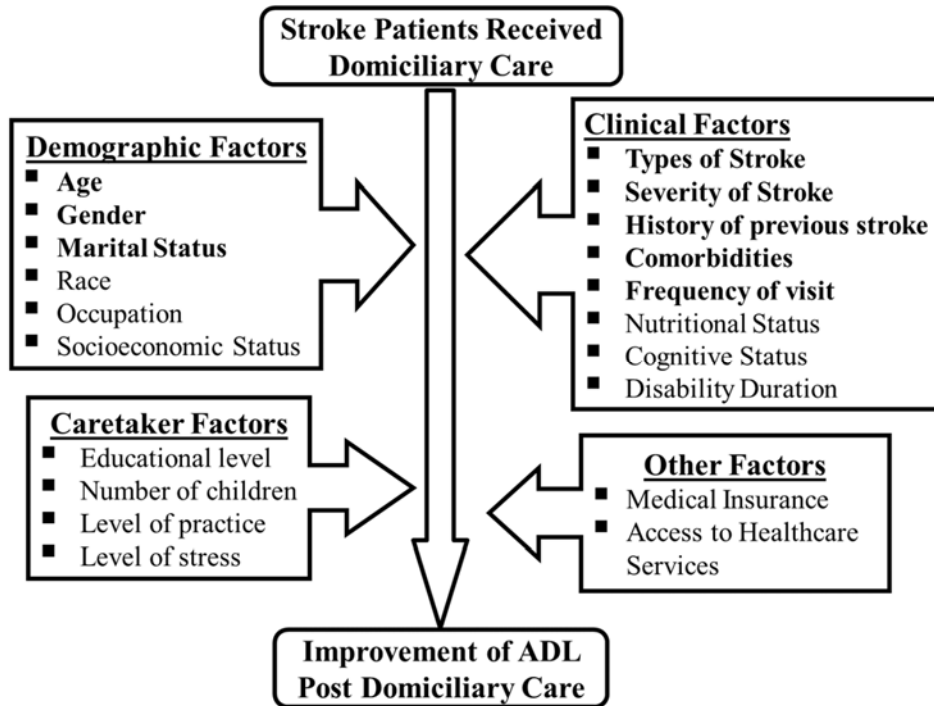 Stroke Patients Received
Domiciliary Care
Demographic Factors
▪ Age
▪ Gender
▪ Marital Status
▪ Race
▪ Occupation
▪ Socioeconomic Status
Clinical Factors
▪ Types of Stroke
▪ Severity of Stroke
▪ History of previous stroke
▪ Comorbidities
▪ Frequency of visit
▪ Nutritional Status
▪ Cognitive Status
▪ Disability Duration
Caretaker Factors
▪ Educational level
▪ Number of children
▪ Level of practice
▪ Level of stress
Other Factors
▪ Medical Insurance
▪ Access to Healthcare
Services
Improvement of ADL
Post Domiciliary Care